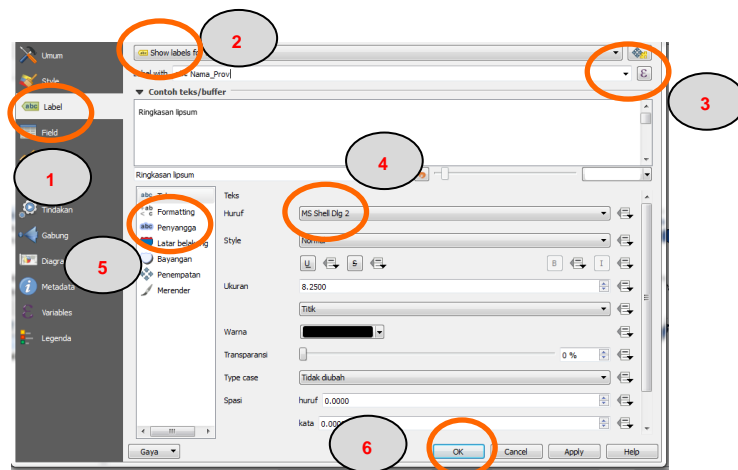 Umum
Style
Label
Field
Tindakan
Gabung
Diagra
Metadata
Variables
Legenda
2
Show labels fo
Nama_Prov
3
Contoh teks/buffer
Ringkasan lipsum
4
Ringkasan lipsum
1
5
Formatting
Penyangga
Latar belakang
Bayangan
Penempatan
Merender
Teks
Huruf MS Shell Dlg 2
Style
U S B I
Ukuran 8.2500
Titik
Warna
Transparansi 0 %
Type case Tidak diubah
Spasi huruf 0.0000
kata 0.000
6
Gaya OK Cancel Apply Help